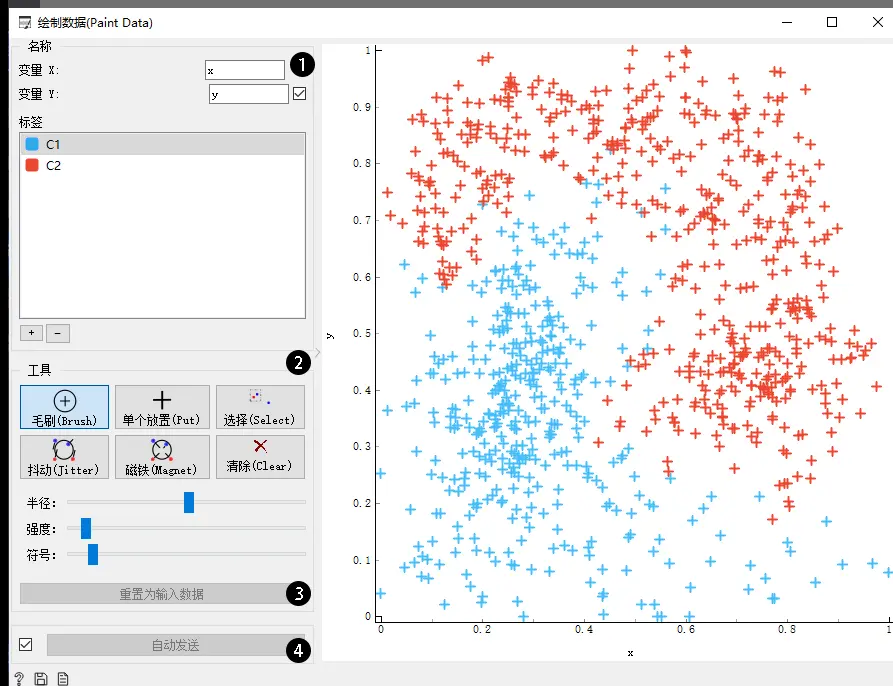 绘制数据(Paint Data)
名称
变量 X:
x
1
变量 Y:
y
标签
C1
C2
+
−
2
工具
毛刷(Brush)
单个放置(Put)
选择(Select)
抖动(Jitter)
磁铁(Magnet)
清除(Clear)
半径:
强度:
符号:
重置为输入数据
3
自动发送
4
?
1
0.9
0.8
0.7
0.6
0.5
0.4
0.3
0.2
0.1
0
y
0
0.2
0.4
0.6
0.8
1
x